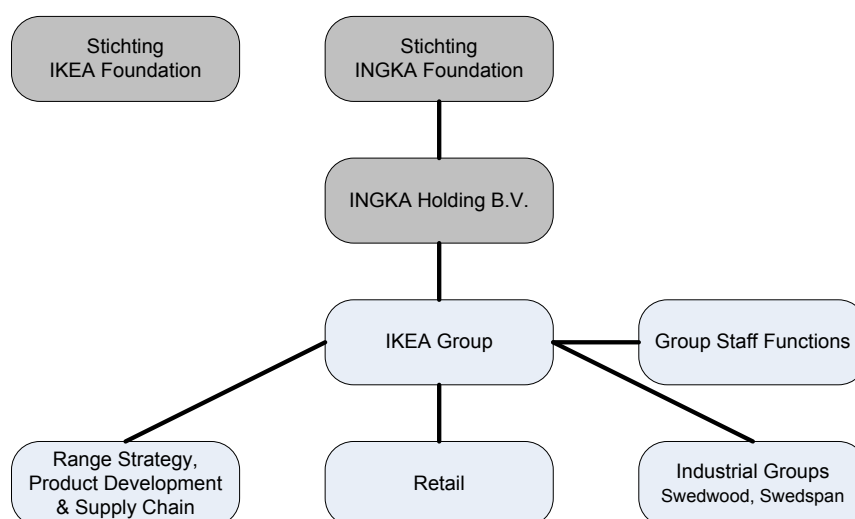 Stichting
IKEA Foundation
Stichting
INGKA Foundation
INGKA Holding B.V.
IKEA Group
Group Staff Functions
Range Strategy,
Product Development
& Supply Chain
Retail
Industrial Groups
Swedwood, Swedspan